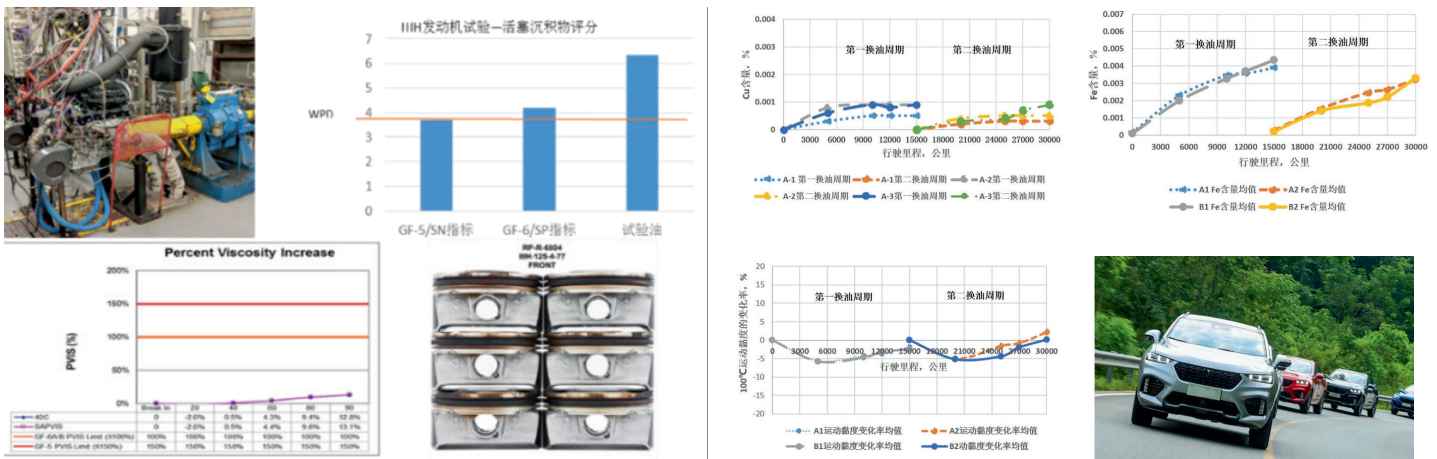 IIIH发动机试验—活塞沉积物评分
WPD
7
6
5
4
3
2
1
0
GF-5/SN指标
GF-6/SP指标
试验油
Percent Viscosity Increase
PVIS (%)
200%
150%
100%
50%
0%
Break In 20 40 60 80 90
4DC 0 -2.0% 0.5% 4.3% 9.4% 12.8%
SAPVIS 0 -2.0% 0.5% 4.4% 9.6% 13.1%
GF-6A/B PVIS Limit (≤100%) 100% 100% 100% 100% 100% 100%
GF-5 PVIS Limit (≤150%) 150% 150% 150% 150% 150% 150%
RP-R-6804
IIIH-125-4-77
FRONT
Cu含量，%
0.004
0.003
0.002
0.001
0
第一换油周期 第二换油周期
0 3000 6000 9000 12000 15000 18000 21000 24000 27000 30000
行驶里程，公里
A-1 第一换油周期 A-1第二换油周期 A-2第一换油周期
A-2第二换油周期 A-3第一换油周期 A-3第二换油周期
Fe含量，%
0.007
0.006
0.005
0.004
0.003
0.002
0.001
0
第一换油周期 第二换油周期
0 3000 6000 9000 12000 15000 18000 21000 24000 27000 30000
行驶里程，公里
A1 Fe含量均值 A2 Fe含量均值
B1 Fe含量均值 B2 Fe含量均值
100℃运动黏度的变化率，%
20
15
10
5
0
-5
-10
-15
-20
第一换油周期 第二换油周期
0 3000 6000 9000 12000 15000 18000 21000 24000 27000 30000
行驶里程，公里
A1运动黏度变化率均值 A2运动黏度变化率均值
B1运动黏度变化率均值 B2动黏度变化率均值